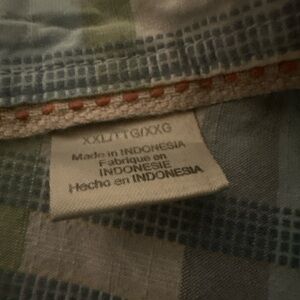 XXL/TTG/XXG
Made in INDONESIA
Fabriqué en
INDONESIE
Hecho en INDONESIA